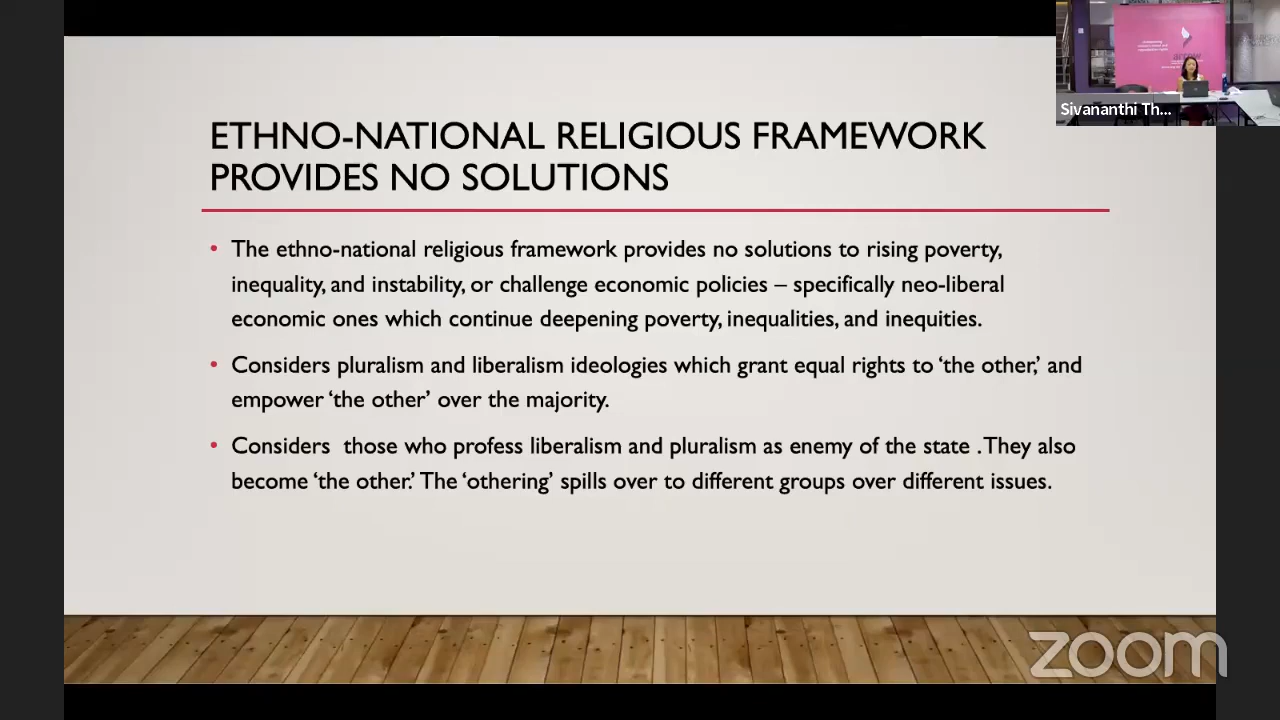 Sivananthi Th...
ETHNO-NATIONAL RELIGIOUS FRAMEWORK
PROVIDES NO SOLUTIONS
• The ethno-national religious framework provides no solutions to rising poverty,
inequality, and instability, or challenge economic policies – specifically neo-liberal
economic ones which continue deepening poverty, inequalities, and inequities.
• Considers pluralism and liberalism ideologies which grant equal rights to ‘the other,’ and
empower ‘the other’ over the majority.
• Considers those who profess liberalism and pluralism as enemy of the state . They also
become ‘the other.’ The ‘othering’ spills over to different groups over different issues.
zoom